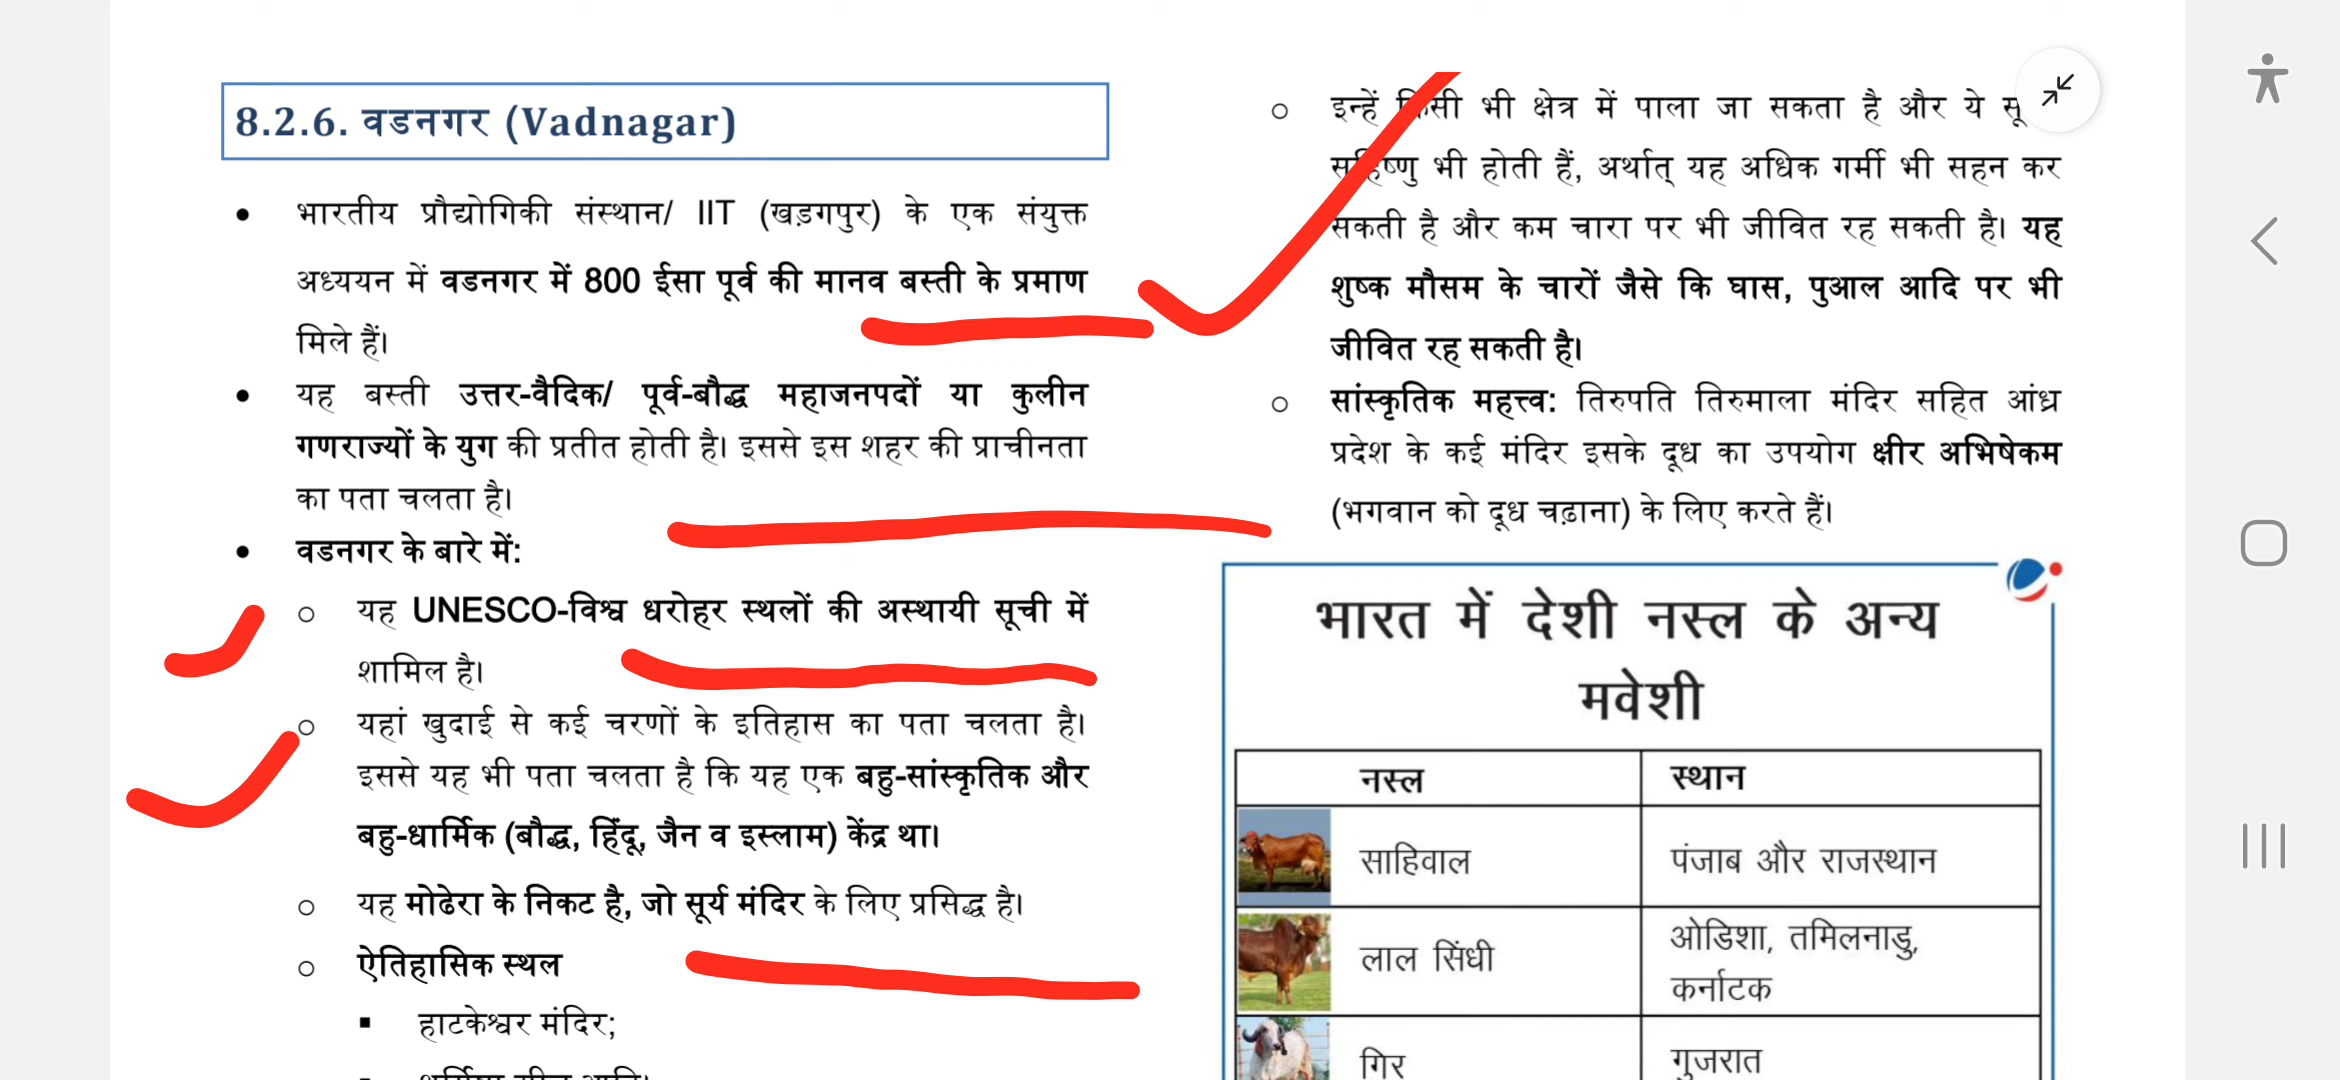 8.2.6. वडनगर (Vadnagar)
• भारतीय प्रौद्योगिकी संस्थान/ IIT (खड़गपुर) के एक संयुक्त
अध्ययन में वडनगर में 800 ईसा पूर्व की मानव बस्ती के प्रमाण
मिले हैं।
• यह बस्ती उत्तर-वैदिक/ पूर्व-बौद्ध महाजनपदों या कुलीन
गणराज्यों के युग की प्रतीत होती है। इससे इस शहर की प्राचीनता
का पता चलता है।
• वडनगर के बारे में:
o यह UNESCO-विश्व धरोहर स्थलों की अस्थायी सूची में
शामिल है।
o यहां खुदाई से कई चरणों के इतिहास का पता चलता है।
इससे यह भी पता चलता है कि यह एक बहु-सांस्कृतिक और
बहु-धार्मिक (बौद्ध, हिंदू, जैन व इस्लाम) केंद्र था।
o यह मोढेरा के निकट है, जो सूर्य मंदिर के लिए प्रसिद्ध है।
o ऐतिहासिक स्थल
▪ हाटकेश्वर मंदिर;
o इन्हें किसी भी क्षेत्र में पाला जा सकता है और ये
सहिष्णु भी होती हैं, अर्थात् यह अधिक गर्मी भी सहन कर
सकती है और कम चारा पर भी जीवित रह सकती है। यह
शुष्क मौसम के चारों जैसे कि घास, पुआल आदि पर भी
जीवित रह सकती है।
o सांस्कृतिक महत्त्व: तिरुपति तिरुमाला मंदिर सहित आंध्र
प्रदेश के कई मंदिर इसके दूध का उपयोग क्षीर अभिषेकम
(भगवान को दूध चढ़ाना) के लिए करते हैं।
भारत में देशी नस्ल के अन्य
मवेशी
नस्ल स्थान
साहिवाल पंजाब और राजस्थान
लाल सिंधी ओडिशा, तमिलनाडु,
कर्नाटक
गिर गुजरात